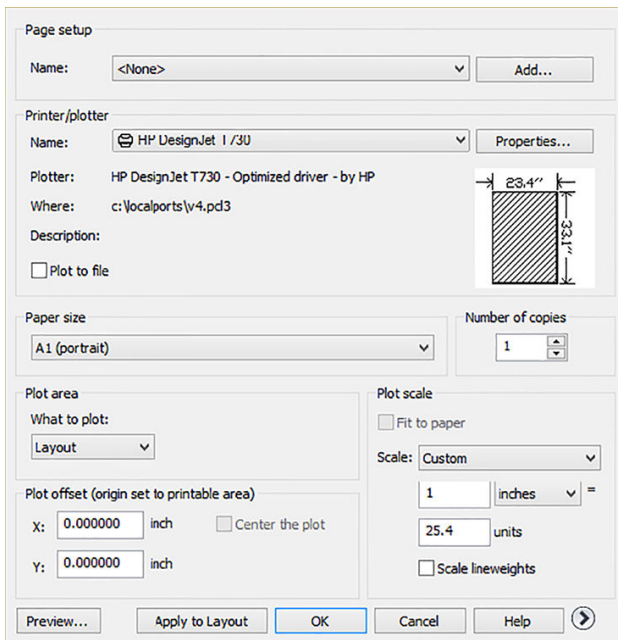 Page setup
Name: <None> Add...
Printer/plotter
Name: HP DesignJet T730 Properties...
Plotter: HP DesignJet T730 - Optimized driver - by HP
Where: c:\localports\v4.pcl3
Description:
Plot to file
23.4''
33.1''
Paper size
A1 (portrait)
Number of copies
1
Plot area
What to plot:
Layout
Plot offset (origin set to printable area)
X: 0.000000 inch Center the plot
Y: 0.000000 inch
Plot scale
Fit to paper
Scale: Custom
1 inches =
25.4 units
Scale lineweights
Preview... Apply to Layout OK Cancel Help